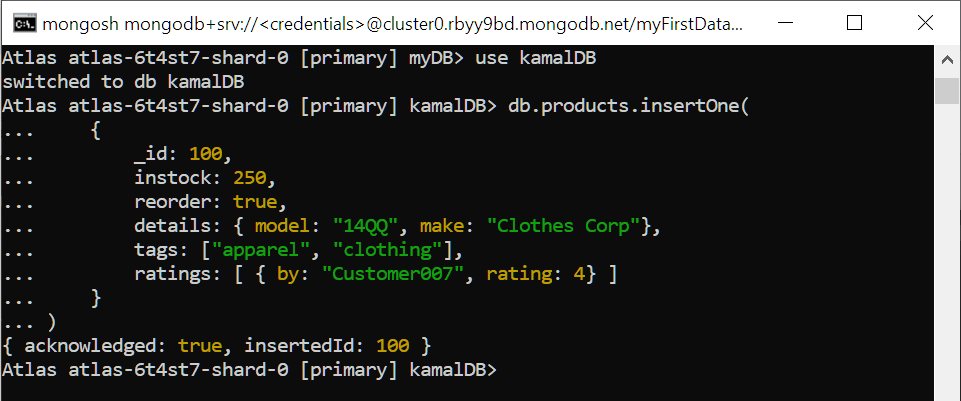 mongosh mongodb+srv://<credentials>@cluster0.rbyy9bd.mongodb.net/myFirstData...
Atlas atlas-6t4st7-shard-0 [primary] myDB> use kamalDB
switched to db kamalDB
Atlas atlas-6t4st7-shard-0 [primary] kamalDB> db.products.insertOne(
...     {
...         _id: 100,
...         instock: 250,
...         reorder: true,
...         details: { model: "14QQ", make: "Clothes Corp"},
...         tags: ["apparel", "clothing"],
...         ratings: [ { by: "Customer007", rating: 4} ]
...     }
... )
{ acknowledged: true, insertedId: 100 }
Atlas atlas-6t4st7-shard-0 [primary] kamalDB>